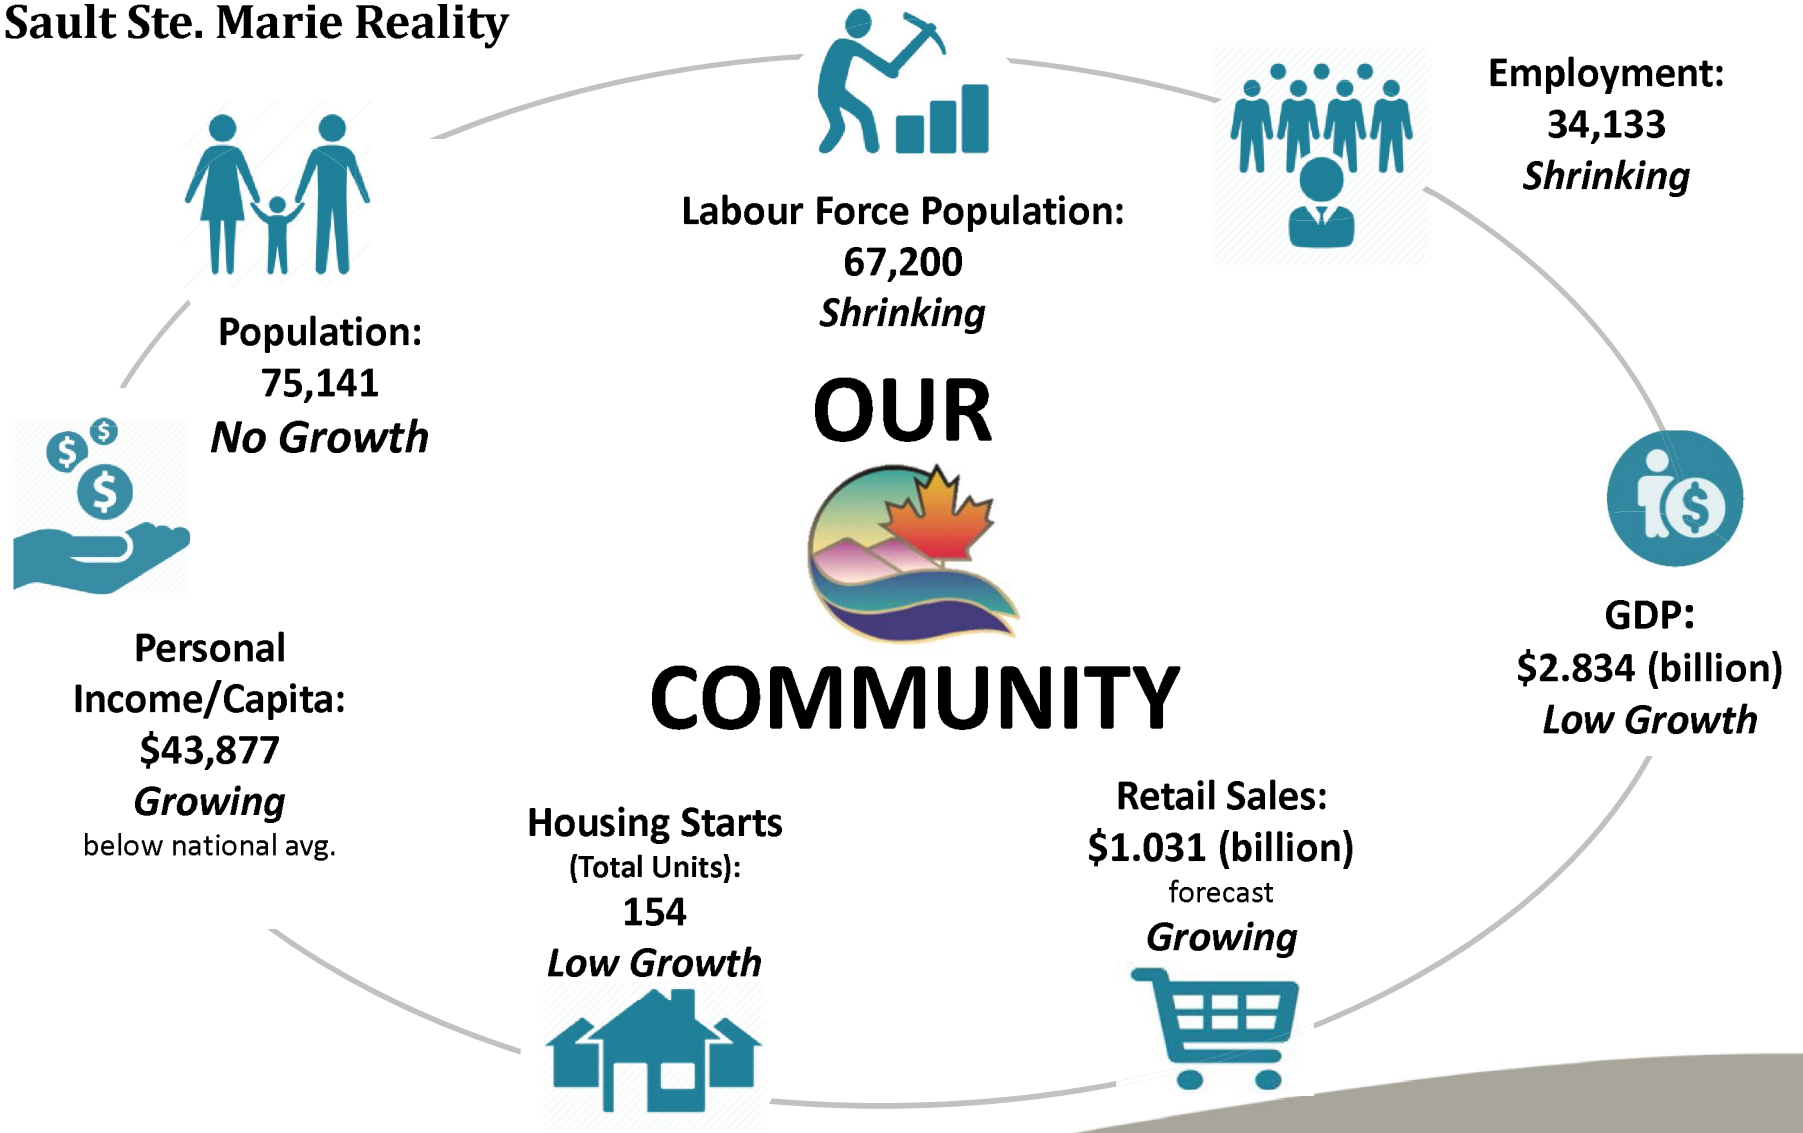 Sault Ste. Marie Reality
Population:
75,141
No Growth
Labour Force Population:
67,200
Shrinking
Employment:
34,133
Shrinking
OUR
COMMUNITY
GDP:
$2.834 (billion)
Low Growth
Personal
Income/Capita:
$43,877
Growing
below national avg.
Housing Starts
(Total Units):
154
Low Growth
Retail Sales:
$1.031 (billion)
forecast
Growing
$
$
$
$